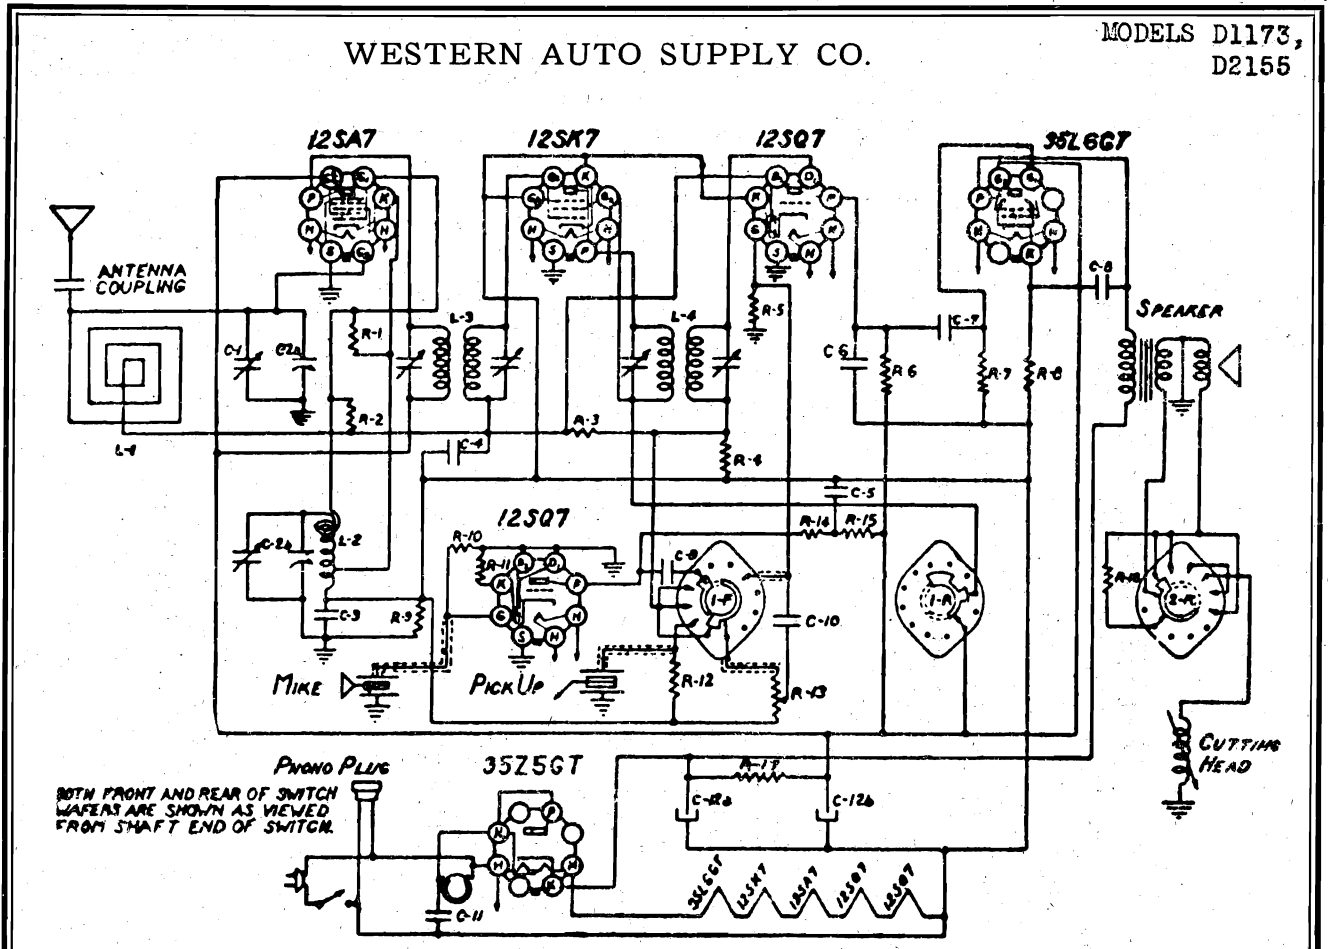 WESTERN AUTO SUPPLY CO.
MODELS D1173,
D2155
12SA7
12SK7
12SQ7
35L6GT
ANTENNA
COUPLING
L-3
L-4
R-5
C-8
SPEAKER
C-1
C2a
R-1
C-7
C-6
R-6
R-7
R-8
R-2
R-3
L-1
C-4
R-4
C-5
12SQ7
R-14
R-15
C-2b
L-2
R-10
R-11
C-9
1-F
1-R
2-R
C-3
R-9
C-10
MIKE
PICK UP
R-12
R-13
CUTTING
HEAD
PHONO PLUG
35Z5GT
R-17
BOTH FRONT AND REAR OF SWITCH
WAFERS ARE SHOWN AS VIEWED
FROM SHAFT END OF SWITCH.
C-12a
C-12b
C-11
35L6GT
12SK7
12SA7
12SQ7
12SQ7